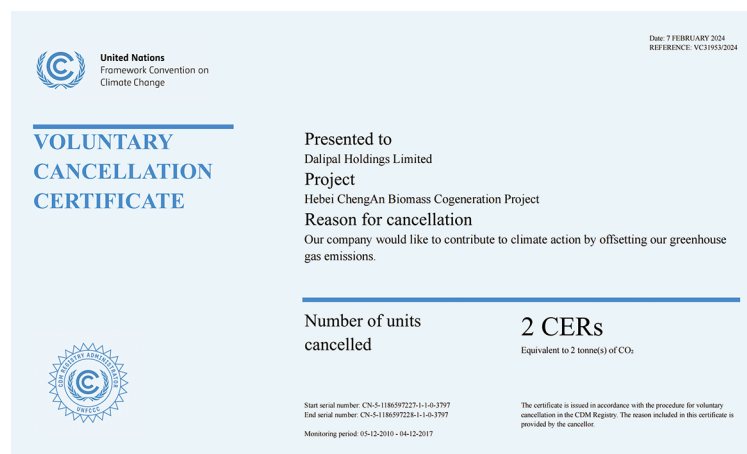 Date: 7 FEBRUARY 2024
REFERENCE: VC31953/2024
United Nations
Framework Convention on
Climate Change
VOLUNTARY
CANCELLATION
CERTIFICATE
Presented to
Dalipal Holdings Limited
Project
Hebei ChengAn Biomass Cogeneration Project
Reason for cancellation
Our company would like to contribute to climate action by offsetting our greenhouse
gas emissions.
Number of units
cancelled
2 CERs
Equivalent to 2 tonne(s) of CO₂
CDM REGISTRY ADMINISTRATOR
UNFCCC
Start serial number: CN-5-1186597227-1-1-0-3797
End serial number: CN-5-1186597228-1-1-0-3797
Monitoring period: 05-12-2010 - 04-12-2017
The certificate is issued in accordance with the procedure for voluntary
cancellation in the CDM Registry. The reason included in this certificate is
provided by the cancellor.